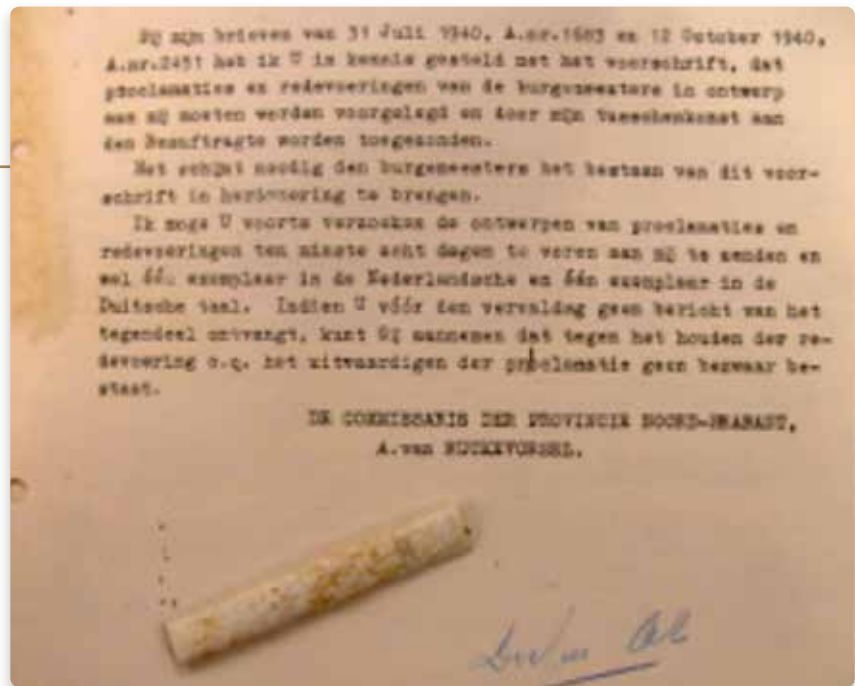 Bij mijn brieven van 31 Juli 1940, A.nr.1683 en 12 October 1940,
A.nr.2451 heb ik U in kennis gesteld met het voorschrift, dat
proclamaties en redevoeringen van de burgemeesters in ontwerp
aan mij moeten worden voorgelegd en door mijn tusschenkomst aan
den Beauftragte worden toegezonden.
Het schijnt noodig den burgemeesters het bestaan van dit voor-
schrift in herinnering te brengen.
Ik moge U voorts verzoeken de ontwerpen van proclamaties en
redevoeringen ten minste acht dagen te voren aan mij te zenden en
wel één exemplaar in de Nederlandsche en één exemplaar in de
Duitsche taal. Indien U vóór den vervaldag geen bericht van het
tegendeel ontvangt, kunt Gij aannemen dat tegen het houden der re-
devoering c.q. het uitvaardigen der proclamatie geen bezwaar be-
staat.
DE COMMISSARIS DER PROVINCIE NOORD-BRABANT,
A.van RIJCKEVORSEL.